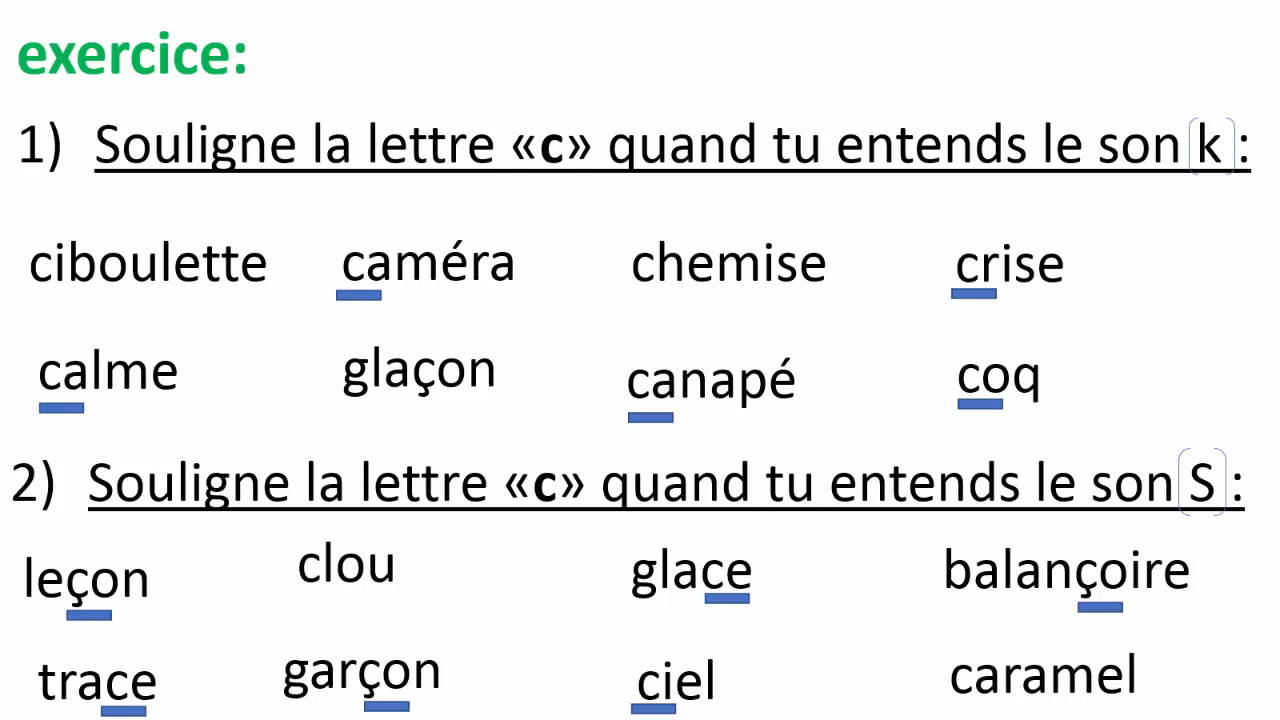 exercice:
1) Souligne la lettre «c» quand tu entends le son k :
ciboulette caméra chemise crise
calme glaçon canapé coq
2) Souligne la lettre «c» quand tu entends le son S :
leçon clou glace balançoire
trace garçon ciel caramel